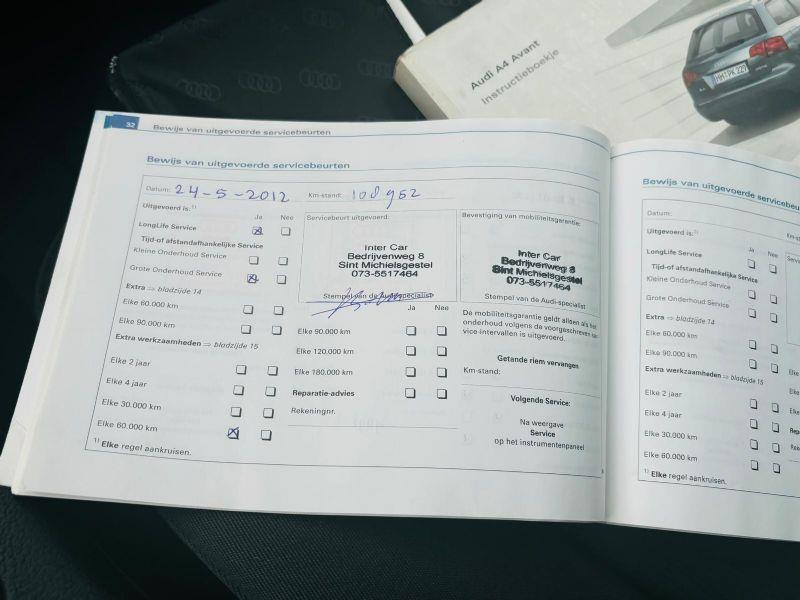 Audi A4 Avant
Instructieboekje
HH PK 229
32
Bewijs van uitgevoerde servicebeurten
Bewijs van uitgevoerde servicebeurten
Datum: 24-5-2012
Km-stand: 108 952
Uitgevoerd is:¹⁾
Ja Nee
LongLife Service
Tijd-of afstandafhankelijke Service
Kleine Onderhoud Service
Grote Onderhoud Service
Extra ⇒ bladzijde 14
Elke 60.000 km
Elke 90.000 km
Extra werkzaamheden ⇒ bladzijde 15
Elke 2 jaar
Elke 4 jaar
Elke 30.000 km
Elke 60.000 km
¹⁾ Elke regel aankruisen.
Servicebeurt uitgevoerd:
Inter Car
Bedrijvenweg 8
Sint Michielsgestel
073-5517464
Stempel van de Audi-specialist
Ja Nee
Elke 90.000 km
Elke 120.000 km
Elke 180.000 km
Reparatie-advies
Rekeningnr.
Bevestiging van mobiliteitsgarantie:
Inter Car
Bedrijvenweg 8
Sint Michielsgestel
073-5517464
Stempel van de Audi-specialist
De mobiliteitsgarantie geldt alleen als het
onderhoud volgens de voorgeschreven
vice-intervallen is uitgevoerd.
Getande riem vervangen
Km-stand:
Volgende Service:
Na weergave
Service
op het instrumentenpaneel
Bewijs van uitgevoerde servicebeu
Datum:
Km-st
Uitgevoerd is:¹⁾
Ja Nee
LongLife Service
Tijd-of afstandafhankelijke Service
Kleine Onderhoud Service
Grote Onderhoud Service
Extra ⇒ bladzijde 14
Elke 60.000 km
Elke 90.000 km
Extra werkzaamheden ⇒ bladzijde 15
Elke 2 jaar
Elke 4 jaar
Elke 30.000 km
Elke 60.000 km
¹⁾ Elke regel aankruisen.